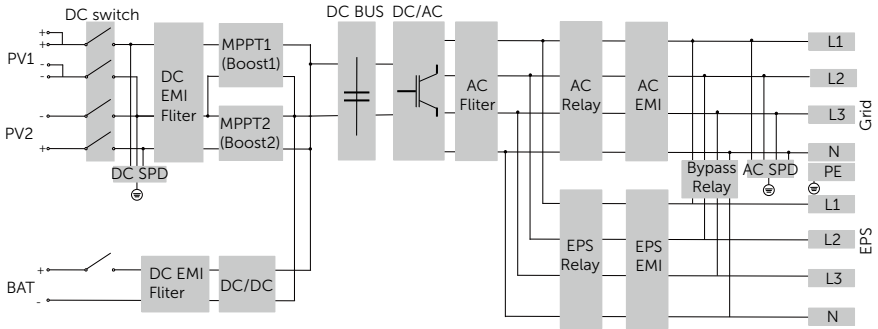 DC switch
DC BUS
DC/AC
PV1
+
+
-
-
PV2
-
+
DC
EMI
Fliter
MPPT1
(Boost1)
MPPT2
(Boost2)
DC SPD
AC
Fliter
AC
Relay
AC
EMI
Bypass
Relay
AC SPD
L1
L2
L3
N
PE
Grid
L1
L2
L3
N
EPS
EPS
Relay
EPS
EMI
BAT
+
-
DC EMI
Fliter
DC/DC